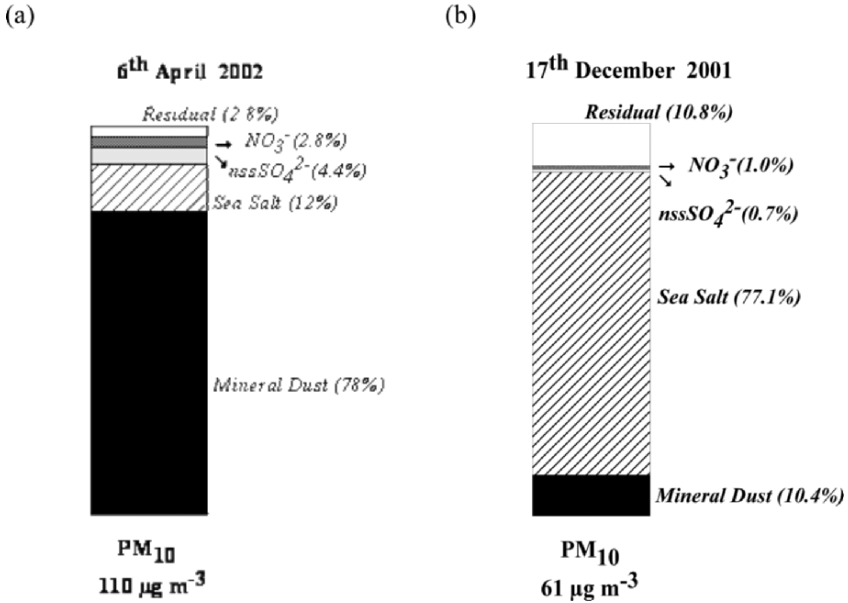 (a)
6th April 2002
Residual (2 8%)
NO3-(2.8%)
nssSO42-(4.4%)
Sea Salt (12%)
Mineral Dust (78%)
PM10
110 µg m-3
(b)
17th December 2001
Residual (10.8%)
NO3-(1.0%)
nssSO42-(0.7%)
Sea Salt (77.1%)
Mineral Dust (10.4%)
PM10
61 µg m-3